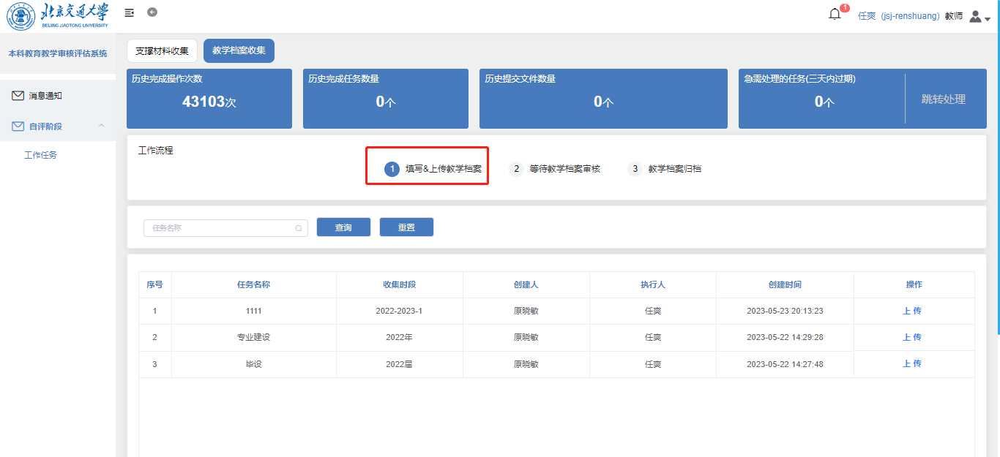 北京交通大学
BEIJING JIAOTONG UNIVERSITY
1
任爽 (jsj-renshuang) 教师
本科教育教学审核评估系统
消息通知
自评阶段
工作任务
支撑材料收集 教学档案收集
历史完成操作次数
43103次
历史完成任务数量
0个
历史提交文件数量
0个
急需处理的任务(三天内过期)
0个
跳转处理
工作流程
1 填写&上传教学档案 2 等待教学档案审核 3 教学档案归档
任务名称 查询 重置
序号 任务名称 收集时段 创建人 执行人 创建时间 操作
1 1111 2022-2023-1 原晓敏 任爽 2023-05-23 20:13:23 上 传
2 专业建设 2022年 原晓敏 任爽 2023-05-22 14:29:28 上 传
3 毕设 2022届 原晓敏 任爽 2023-05-22 14:27:48 上 传